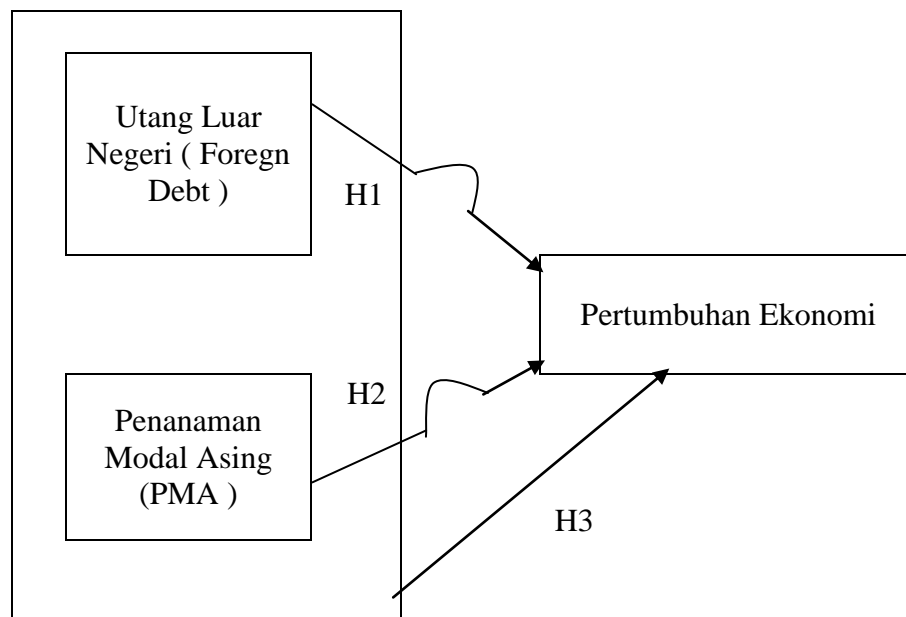 Utang Luar
Negeri ( Foregn
Debt )
H1
Pertumbuhan Ekonomi
H2
Penanaman
Modal Asing
(PMA )
H3